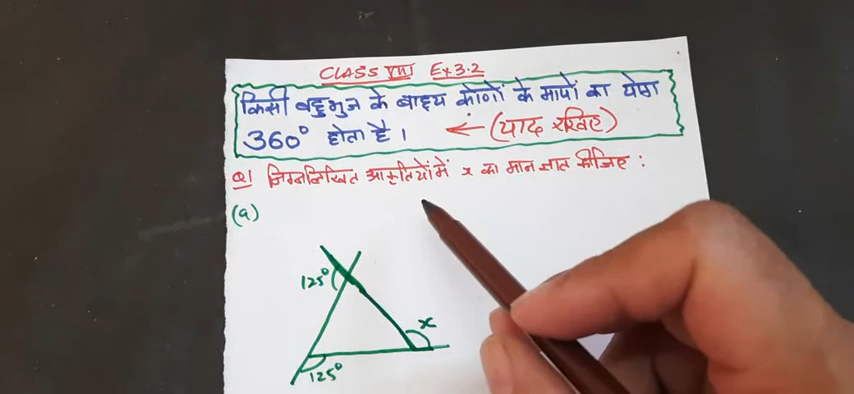 CLASS VIII Ex 3.2
किसी बहुभुज के बाह्य कोणों के मापों का योग
360° होता है। ← (याद रखिए)
Q1 निम्नलिखित आकृतियों में x का मान ज्ञात कीजिए :
(a)
125°
x
125°